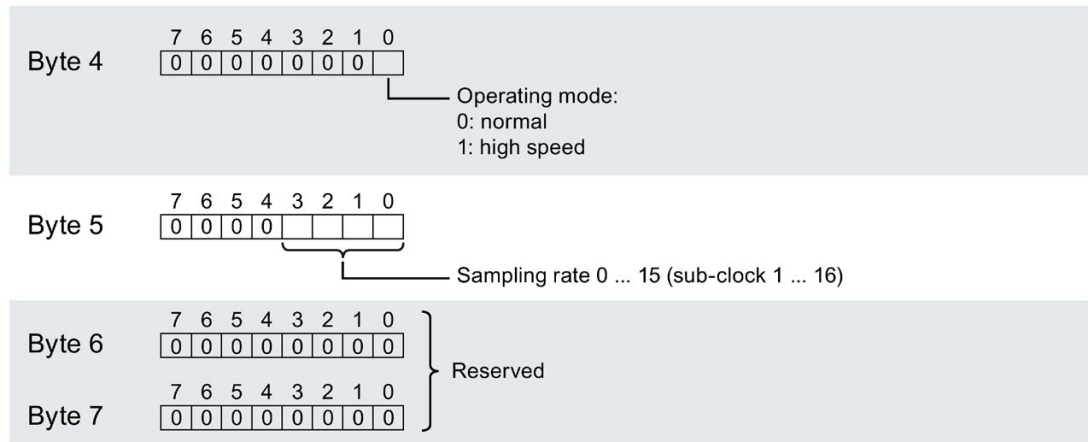 7 6 5 4 3 2 1 0
Byte 4 0 0 0 0 0 0 0
Operating mode:
0: normal
1: high speed
7 6 5 4 3 2 1 0
Byte 5 0 0 0 0
Sampling rate 0 ... 15 (sub-clock 1 ... 16)
7 6 5 4 3 2 1 0
Byte 6 0 0 0 0 0 0 0 0
Reserved
7 6 5 4 3 2 1 0
Byte 7 0 0 0 0 0 0 0 0